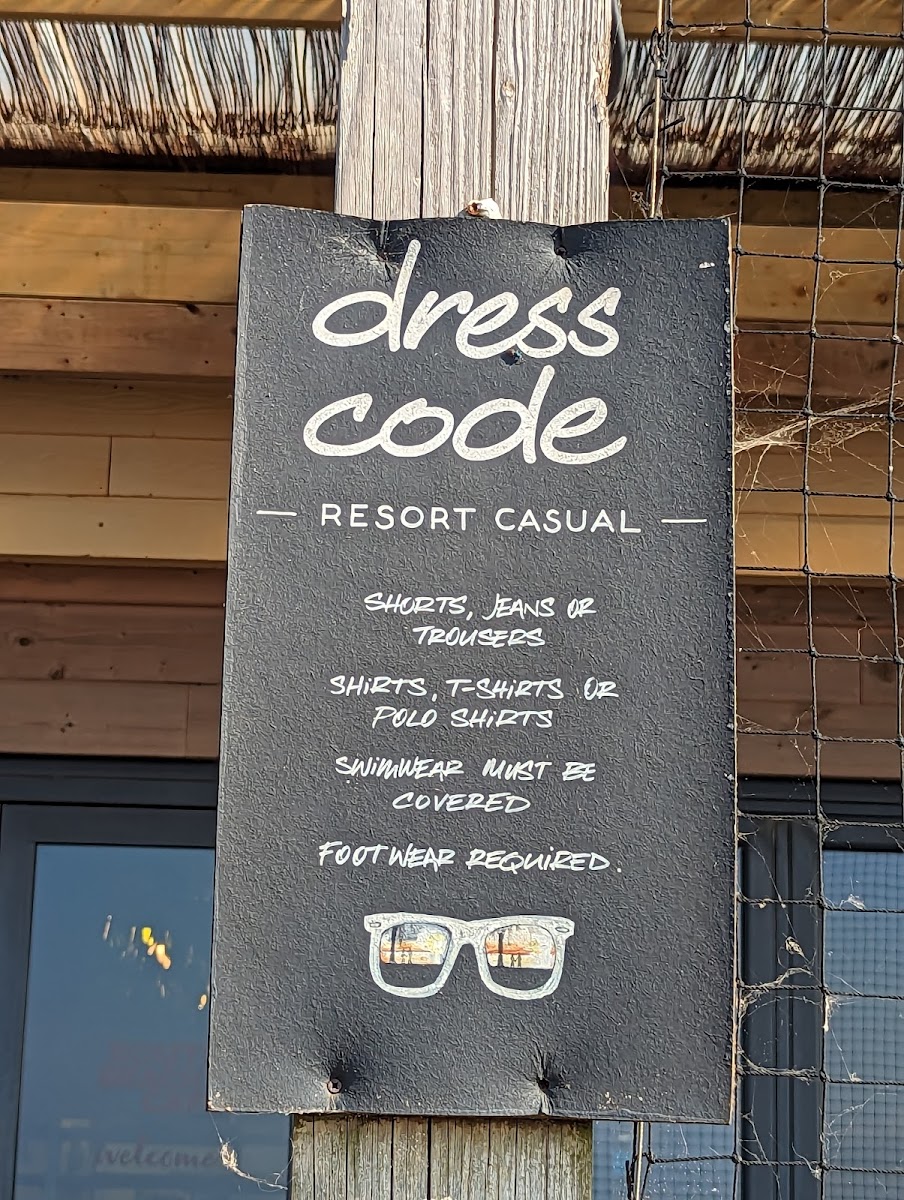 dress
code
— RESORT CASUAL —
SHORTS, JEANS OR
TROUSERS
SHIRTS, T-SHIRTS OR
POLO SHIRTS
SWIMWEAR MUST BE
COVERED
FOOTWEAR REQUIRED.
welcome